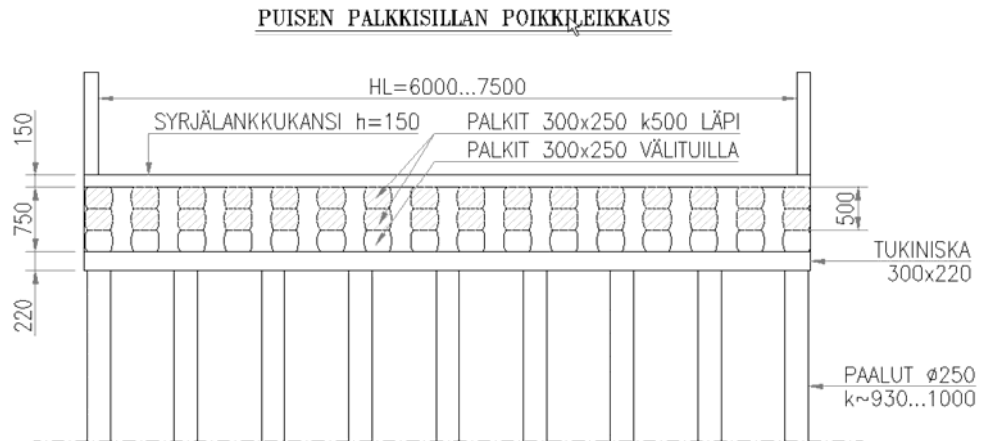 PUISEN PALKKISILLAN POIKKILEIKKAUS
HL=6000...7500
150
SYRJÄLANKKUKANSI h=150
PALKIT 300x250 k500 LÄPI
PALKIT 300x250 VÄLITUILLA
750
500
TUKINISKA
300x220
220
PAALUT ø250
k~930...1000